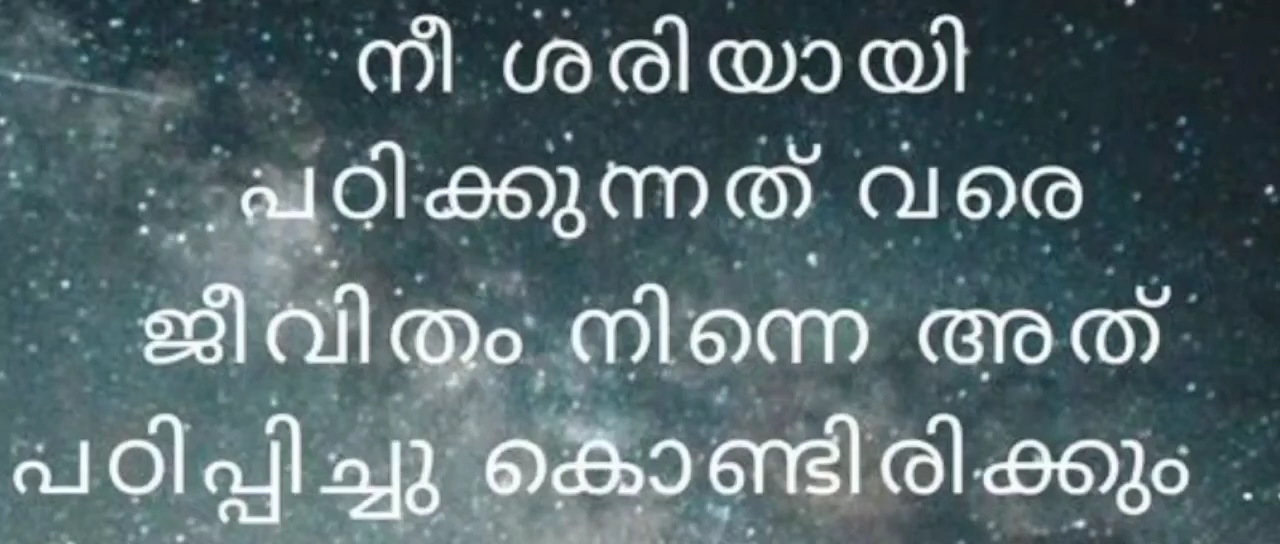 നീ ശരിയായി
പഠിക്കുന്നത് വരെ
ജീവിതം നിന്നെ അത്
പഠിപ്പിച്ചു കൊണ്ടിരിക്കും